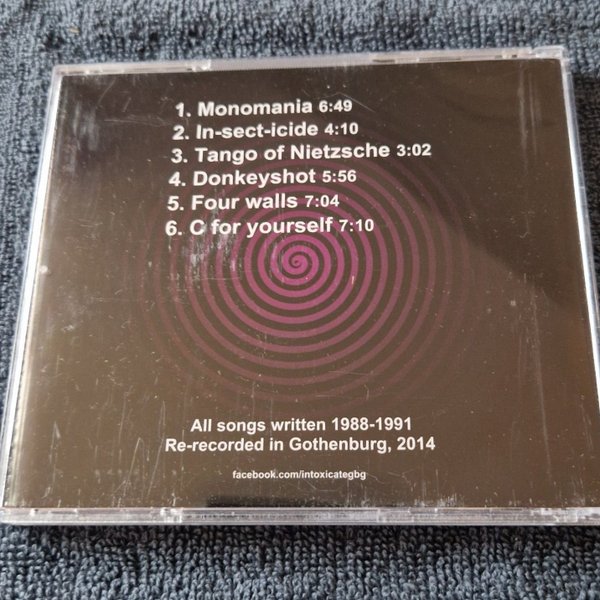 1. Monomania 6:49
2. In-sect-icide 4:10
3. Tango of Nietzsche 3:02
4. Donkeyshot 5:56
5. Four walls 7:04
6. C for yourself 7:10
All songs written 1988-1991
Re-recorded in Gothenburg, 2014
facebook.com/intoxicategbg